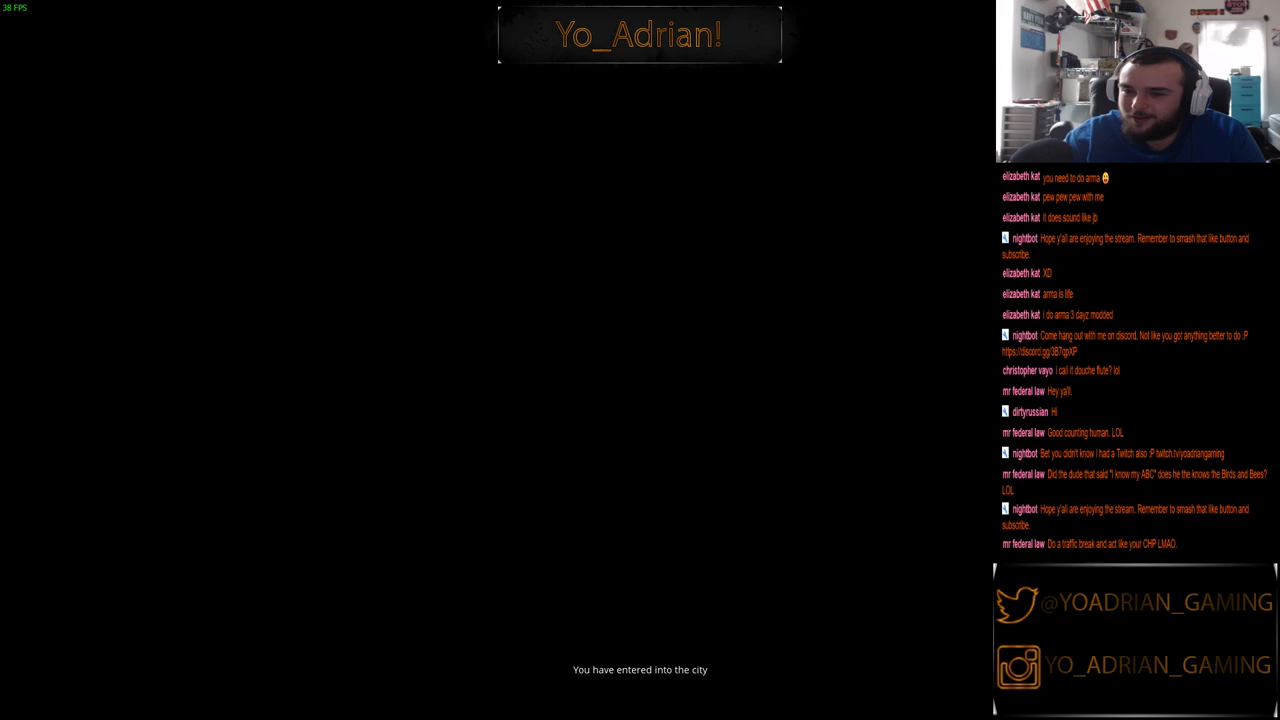 38 FPS
Yo_Adrian!
elizabeth kat you need to do arma
elizabeth kat pew pew pew with me
elizabeth kat It does sound like jb
nightbot Hope y'all are enjoying the stream. Remember to smash that like button and
subscribe.
elizabeth kat XD
elizabeth kat arma is life
elizabeth kat i do arma 3 dayz modded
nightbot Come hang out with me on discord. Not like you got anything better to do :P
https://discord.gg/3B7qpXP
christopher vayo I call it douche flute? lol
mr federal law Hey ya'll.
dirtyrussian Hi
mr federal law Good counting human. LOL
nightbot Bet you didn't know I had a Twitch also :P twitch.tv/yoadriangaming
mr federal law Did the dude that said "I know my ABC" does he the knows the Birds and Bees?
LOL
nightbot Hope y'all are enjoying the stream. Remember to smash that like button and
subscribe.
mr federal law Do a traffic break and act like your CHP LMAO.
@YOADRIAN_GAMING
YO_ADRIAN_GAMING
You have entered into the city